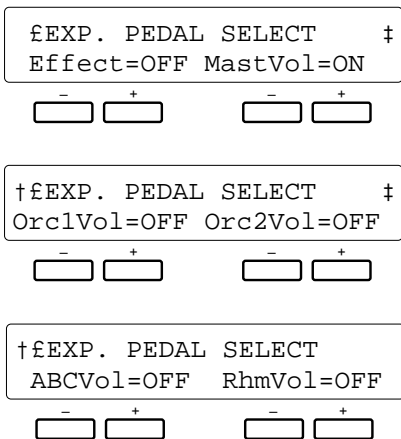 £EXP. PEDAL SELECT ‡
Effect=OFF MastVol=ON
– + – +
†£EXP. PEDAL SELECT ‡
Orc1Vol=OFF Orc2Vol=OFF
– + – +
†£EXP. PEDAL SELECT
ABCVol=OFF RhmVol=OFF
– + – +